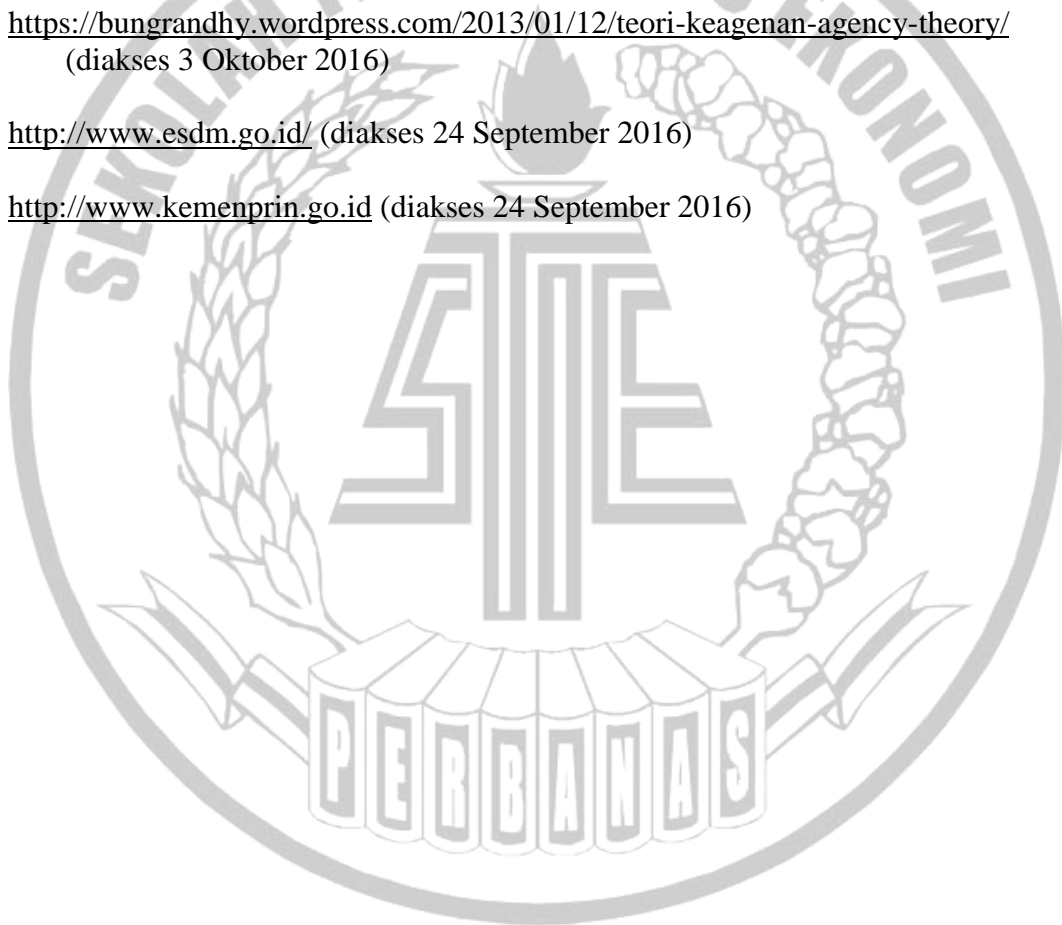 https://bungrandhy.wordpress.com/2013/01/12/teori-keagenan-agency-theory/
(diakses 3 Oktober 2016)
http://www.esdm.go.id/ (diakses 24 September 2016)
http://www.kemenprin.go.id (diakses 24 September 2016)
STIE
PERBANAS